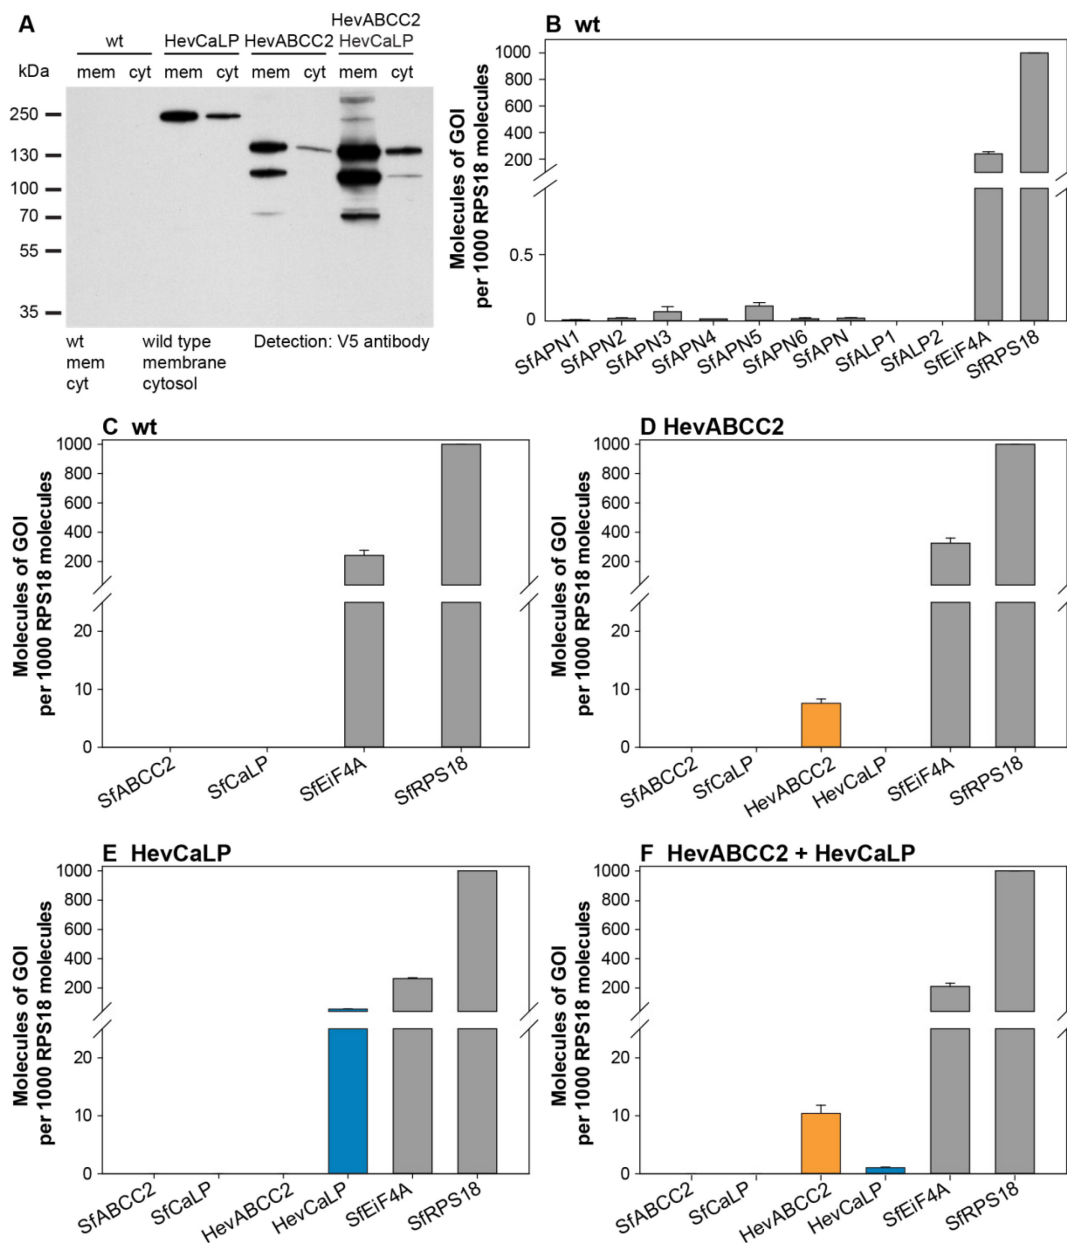 A
wt
HevCaLP
HevABCC2
HevABCC2
HevCaLP
kDa
mem cyt mem cyt mem cyt mem cyt
250
130
100
70
55
35
wt wild type
mem membrane
cyt cytosol
Detection: V5 antibody
B wt
Molecules of GOI
per 1000 RPS18 molecules
1000
800
600
400
200
0.5
0
SfAPN1
SfAPN2
SfAPN3
SfAPN4
SfAPN5
SfAPN6
SfAPN
SfALP1
SfALP2
SfEiF4A
SfRPS18
C wt
Molecules of GOI
per 1000 RPS18 molecules
1000
800
600
400
200
20
10
0
SfABCC2
SfCaLP
SfEiF4A
SfRPS18
D HevABCC2
Molecules of GOI
per 1000 RPS18 molecules
1000
800
600
400
200
20
10
0
SfABCC2
SfCaLP
HevABCC2
HevCaLP
SfEiF4A
SfRPS18
E HevCaLP
Molecules of GOI
per 1000 RPS18 molecules
1000
800
600
400
200
20
10
0
SfABCC2
SfCaLP
HevABCC2
HevCaLP
SfEiF4A
SfRPS18
F HevABCC2 + HevCaLP
Molecules of GOI
per 1000 RPS18 molecules
1000
800
600
400
200
20
10
0
SfABCC2
SfCaLP
HevABCC2
HevCaLP
SfEiF4A
SfRPS18